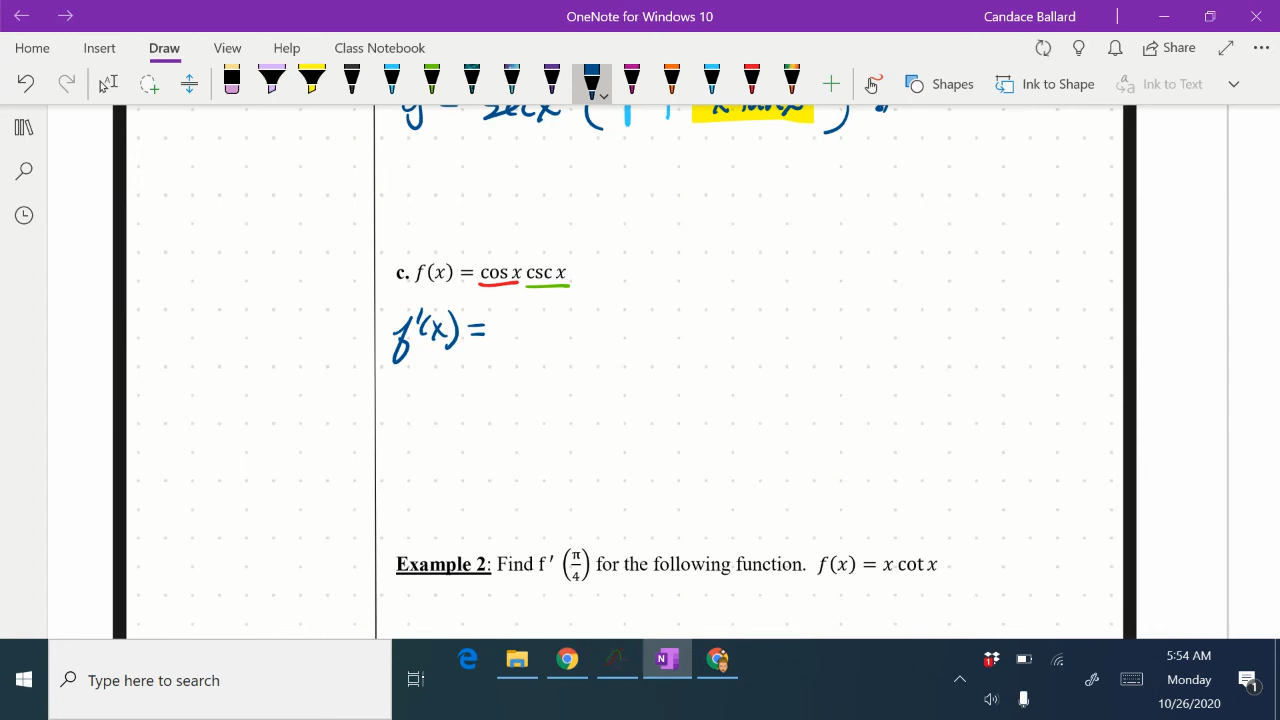 OneNote for Windows 10
Candace Ballard
Home Insert Draw View Help Class Notebook
Share
Shapes Ink to Shape Ink to Text
c. f(x) = cos x csc x
f'(x) =
Example 2: Find f ′ (π/4) for the following function. f(x) = x cot x
Type here to search
5:54 AM
Monday
10/26/2020
1
1